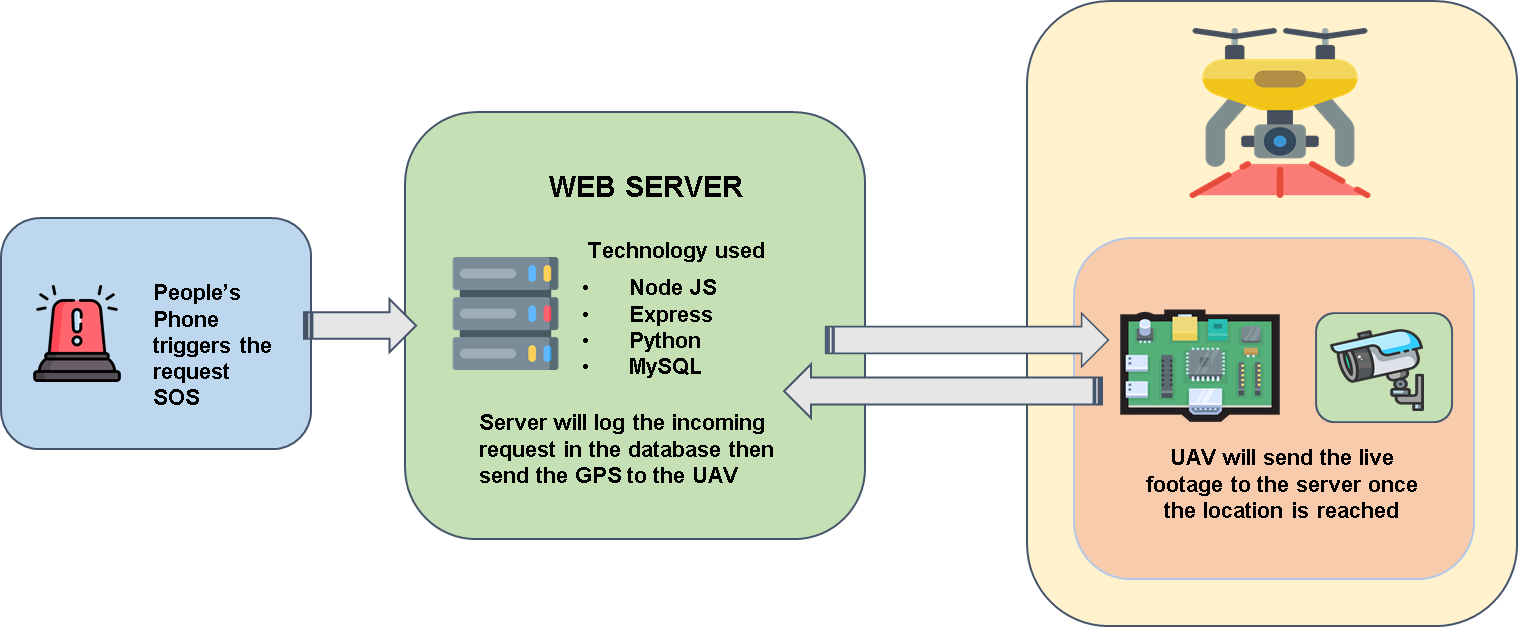 WEB SERVER
Technology used
• Node JS
• Express
• Python
• MySQL
Server will log the incoming
request in the database then
send the GPS to the UAV
People’s
Phone
triggers the
request
SOS
UAV will send the live
footage to the server once
the location is reached